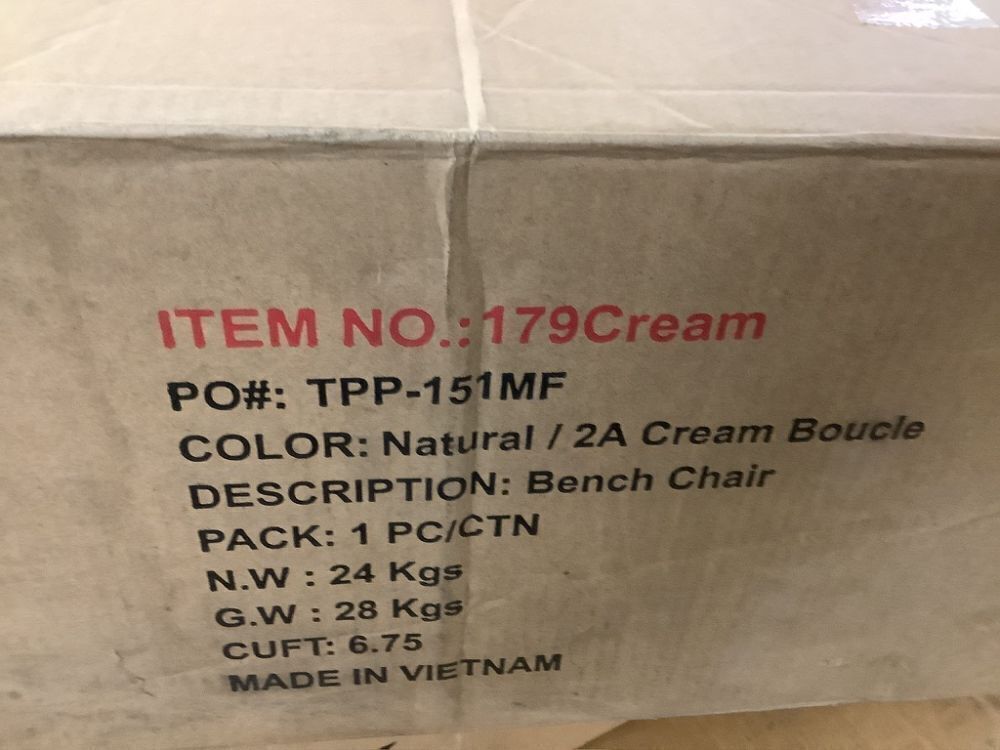 ITEM NO.:179Cream
PO#: TPP-151MF
COLOR: Natural / 2A Cream Boucle
DESCRIPTION: Bench Chair
PACK: 1 PC/CTN
N.W : 24 Kgs
G.W : 28 Kgs
CUFT: 6.75
MADE IN VIETNAM